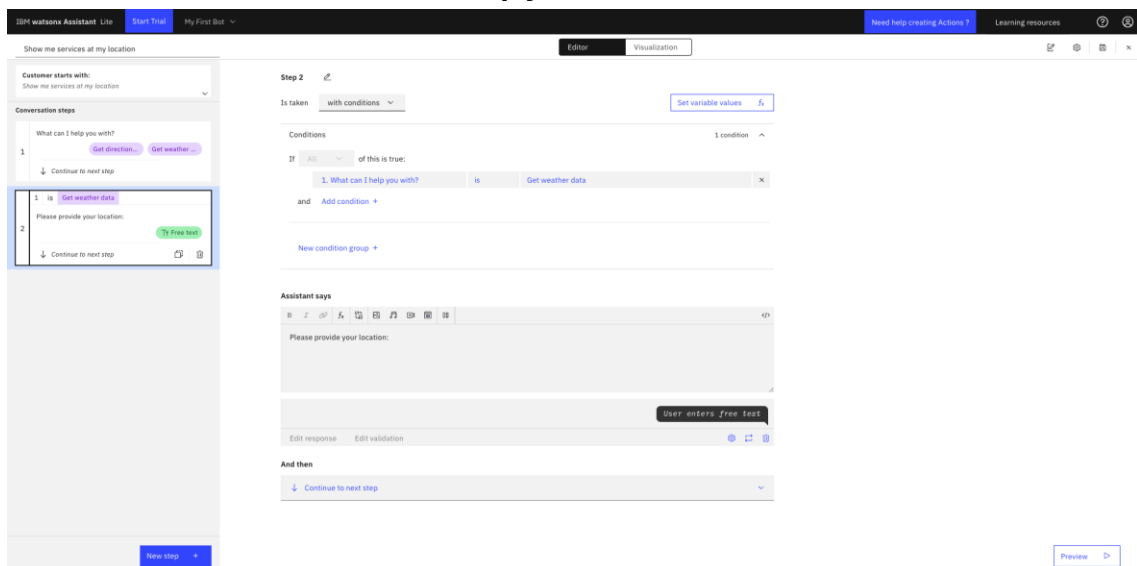 IBM watsonx Assistant Lite Start Trial My First Bot Need help creating Actions ? Learning resources
Show me services at my location Editor Visualization
Customer starts with:
Show me services at my location
Conversation steps
1
What can I help you with?
Get direction... Get weather ...
Continue to next step
2
1 is Get weather data
Please provide your location:
Free text
Continue to next step
New step +
Step 2
Is taken with conditions Set variable values fx
Conditions 1 condition
If All of this is true:
1. What can I help you with? is Get weather data ×
and Add condition +
New condition group +
Assistant says
B I fx </>
Please provide your location:
User enters free text
Edit response Edit validation
And then
Continue to next step
Preview